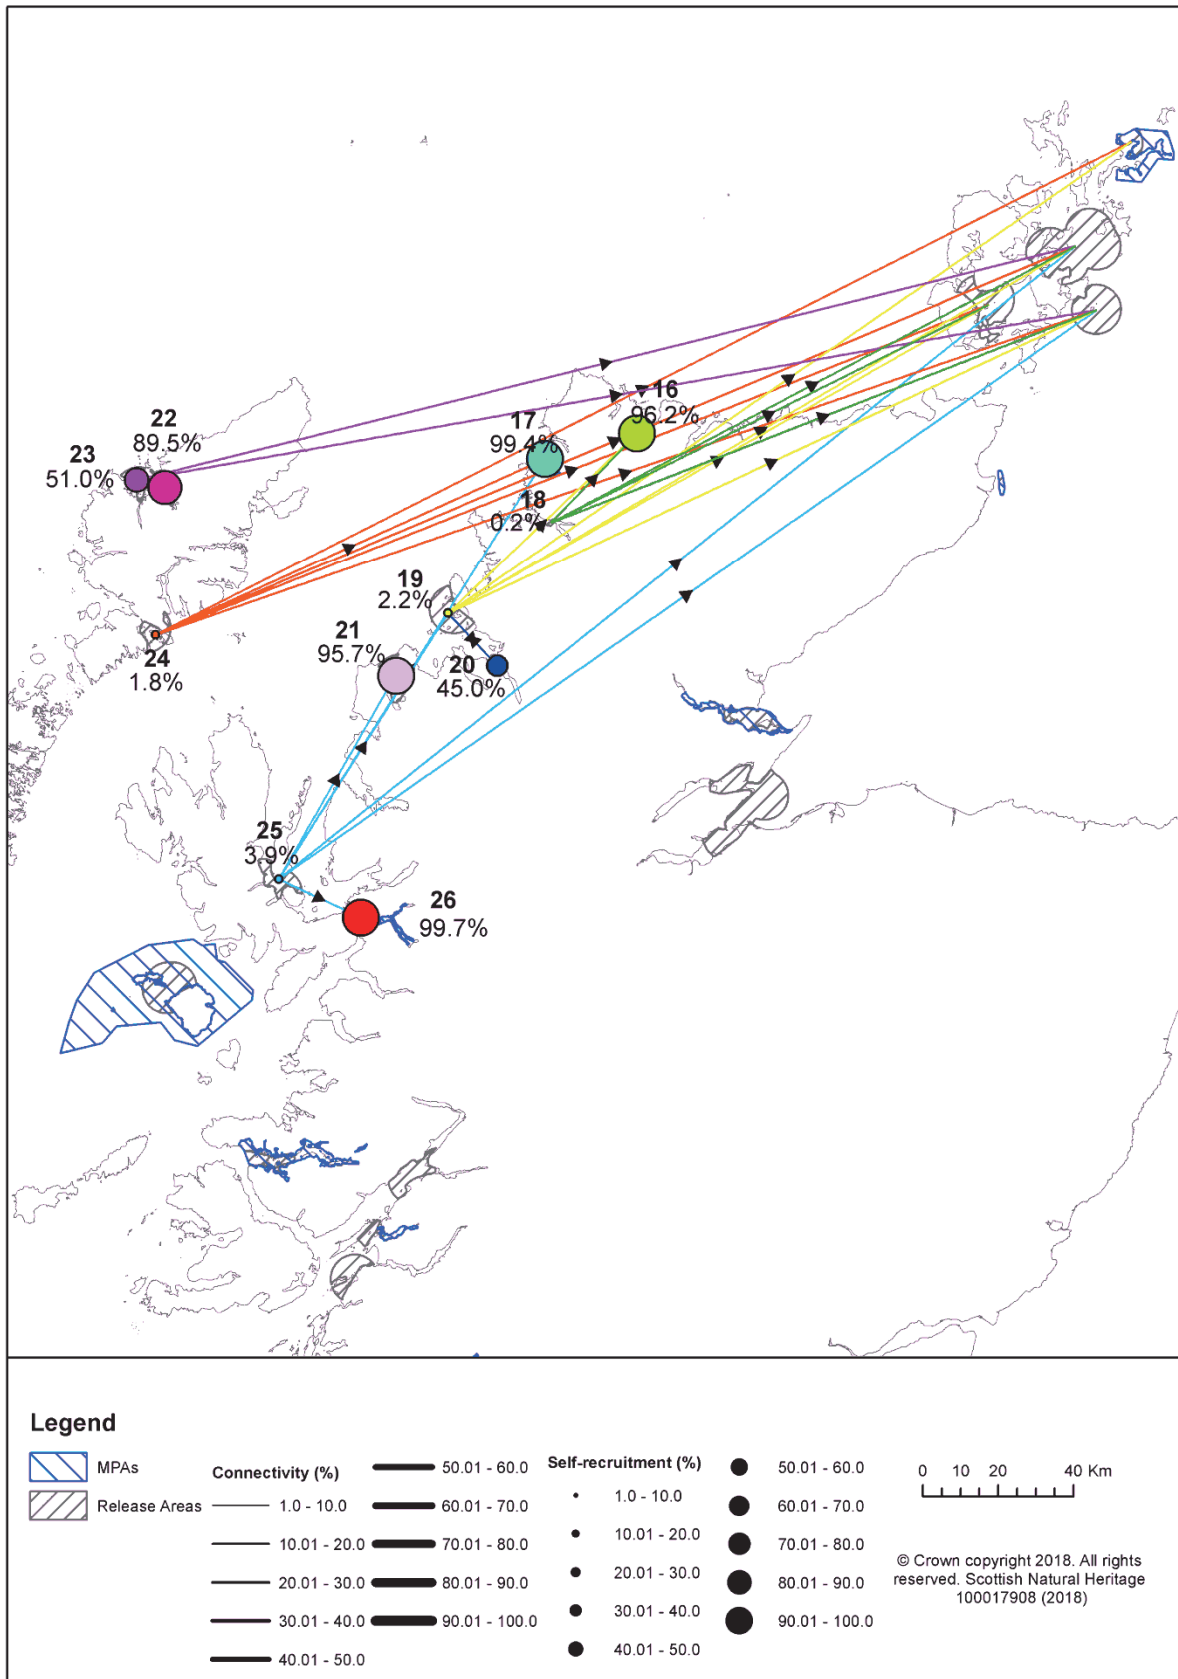 16
96.2%
17
99.4%
22
89.5%
23
51.0%
18
0.2%
19
2.2%
21
95.7%
20
45.0%
24
1.8%
25
3.9%
26
99.7%
Legend
MPAs
Release Areas
Connectivity (%)
1.0 - 10.0
10.01 - 20.0
20.01 - 30.0
30.01 - 40.0
40.01 - 50.0
50.01 - 60.0
60.01 - 70.0
70.01 - 80.0
80.01 - 90.0
90.01 - 100.0
Self-recruitment (%)
1.0 - 10.0
10.01 - 20.0
20.01 - 30.0
30.01 - 40.0
40.01 - 50.0
50.01 - 60.0
60.01 - 70.0
70.01 - 80.0
80.01 - 90.0
90.01 - 100.0
0 10 20 40 Km
© Crown copyright 2018. All rights
reserved. Scottish Natural Heritage
100017908 (2018)